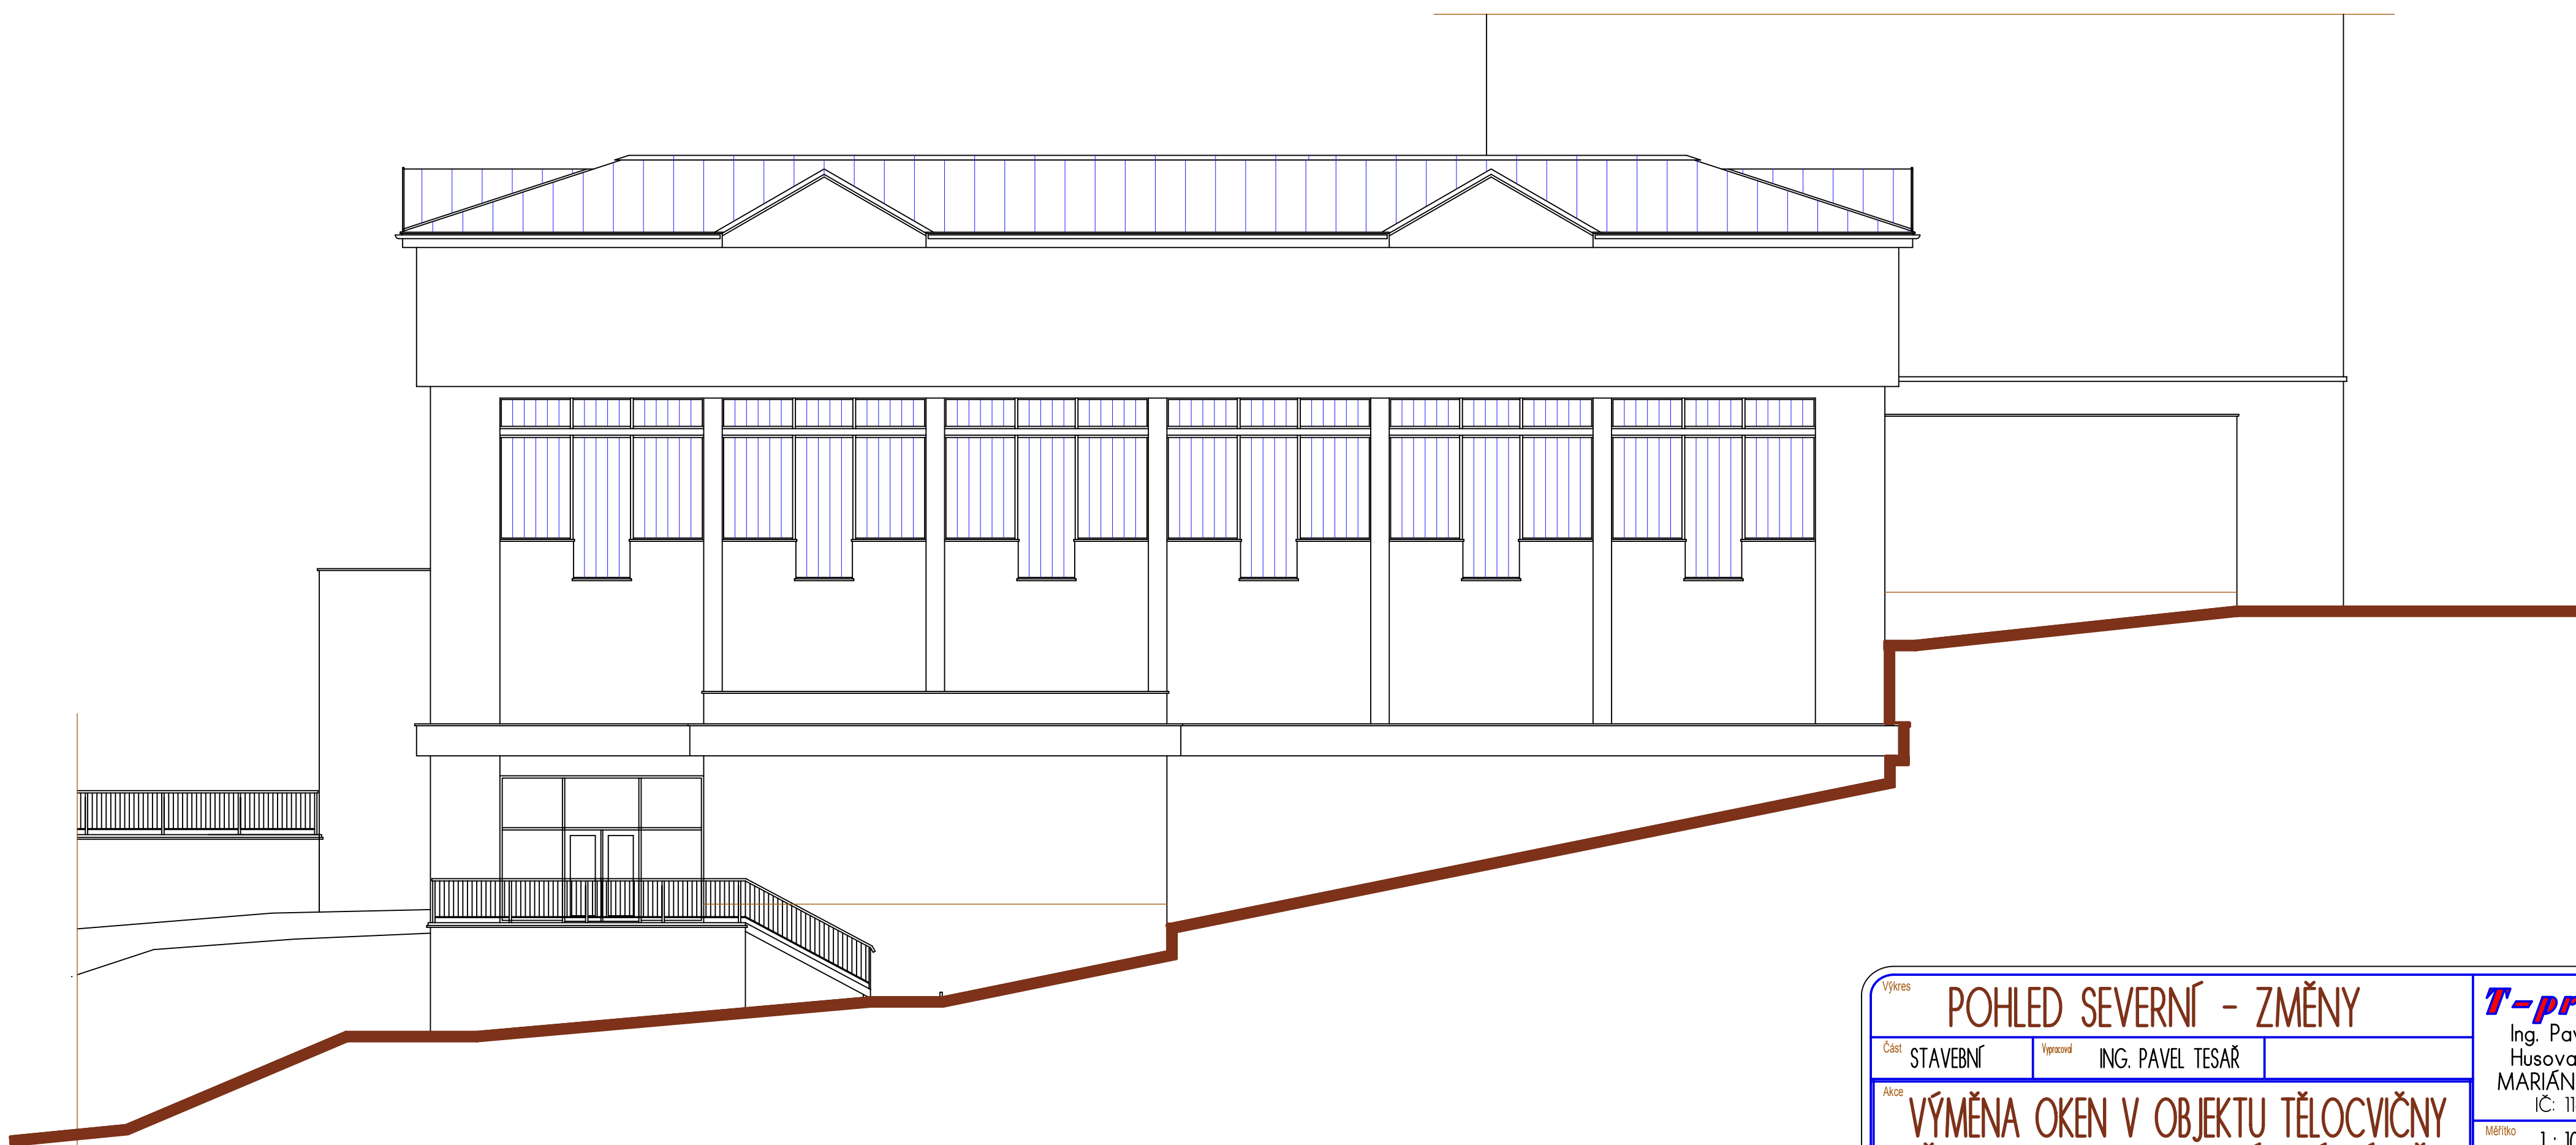 Výkres
POHLED SEVERNÍ - ZMĚNY
Část STAVEBNÍ
Vypracoval ING. PAVEL TESAŘ
Akce
VÝMĚNA OKEN V OBJEKTU TĚLOCVIČNY
T-pr
Ing. Pav
Husova
MARIÁN
IČ: 11
Měřítko